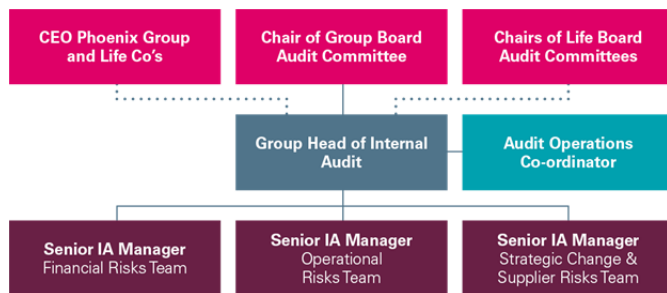 CEO Phoenix Group
and Life Co's
Chair of Group Board
Audit Committee
Chairs of Life Board
Audit Committees
Group Head of Internal
Audit
Audit Operations
Co-ordinator
Senior IA Manager
Financial Risks Team
Senior IA Manager
Operational
Risks Team
Senior IA Manager
Strategic Change &
Supplier Risks Team